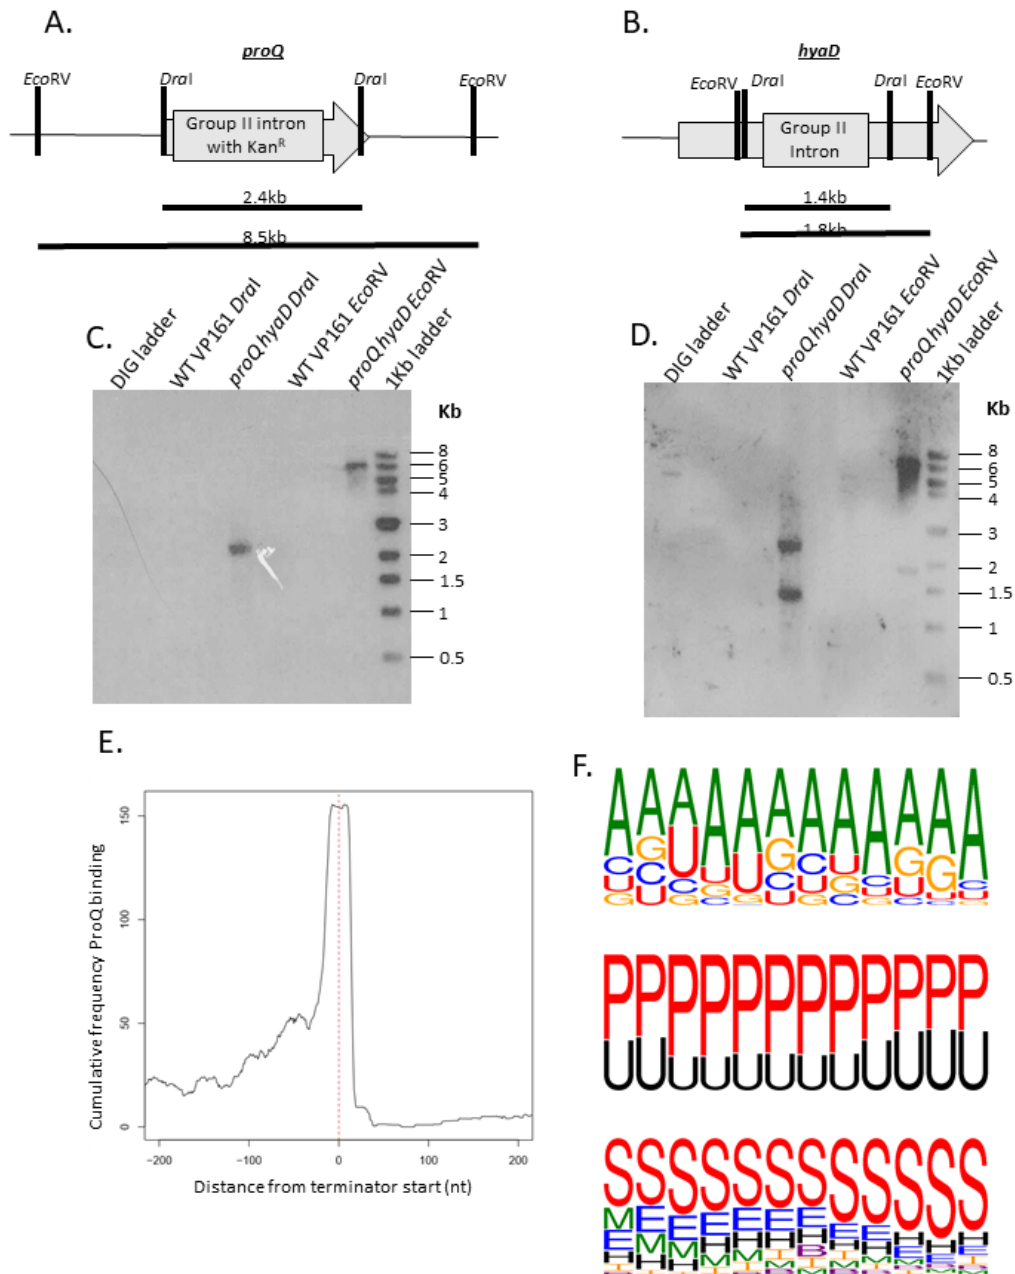 A.
proQ
EcoRV
DraI
DraI
EcoRV
Group II intron
with KanR
2.4kb
8.5kb
B.
hyaD
EcoRV
DraI
DraI
EcoRV
Group II
Intron
1.4kb
1.8kb
C.
DIG ladder
WT VP161 DraI
proQ hyaD DraI
WT VP161 EcoRV
proQ hyaD EcoRV
1Kb ladder
Kb
8
6
5
4
3
2
1.5
1
0.5
D.
DIG ladder
WT VP161 DraI
proQ hyaD DraI
WT VP161 EcoRV
proQ hyaD EcoRV
1Kb ladder
Kb
8
6
5
4
3
2
1.5
1
0.5
E.
Cumulative frequency ProQ binding
150
100
50
0
−200
−100
0
100
200
Distance from terminator start (nt)
F.
AAAAAAAAAAAA
PPPPPPPPPPPP
UUUUUUUUUUUU
SSSSSSSSSSSS